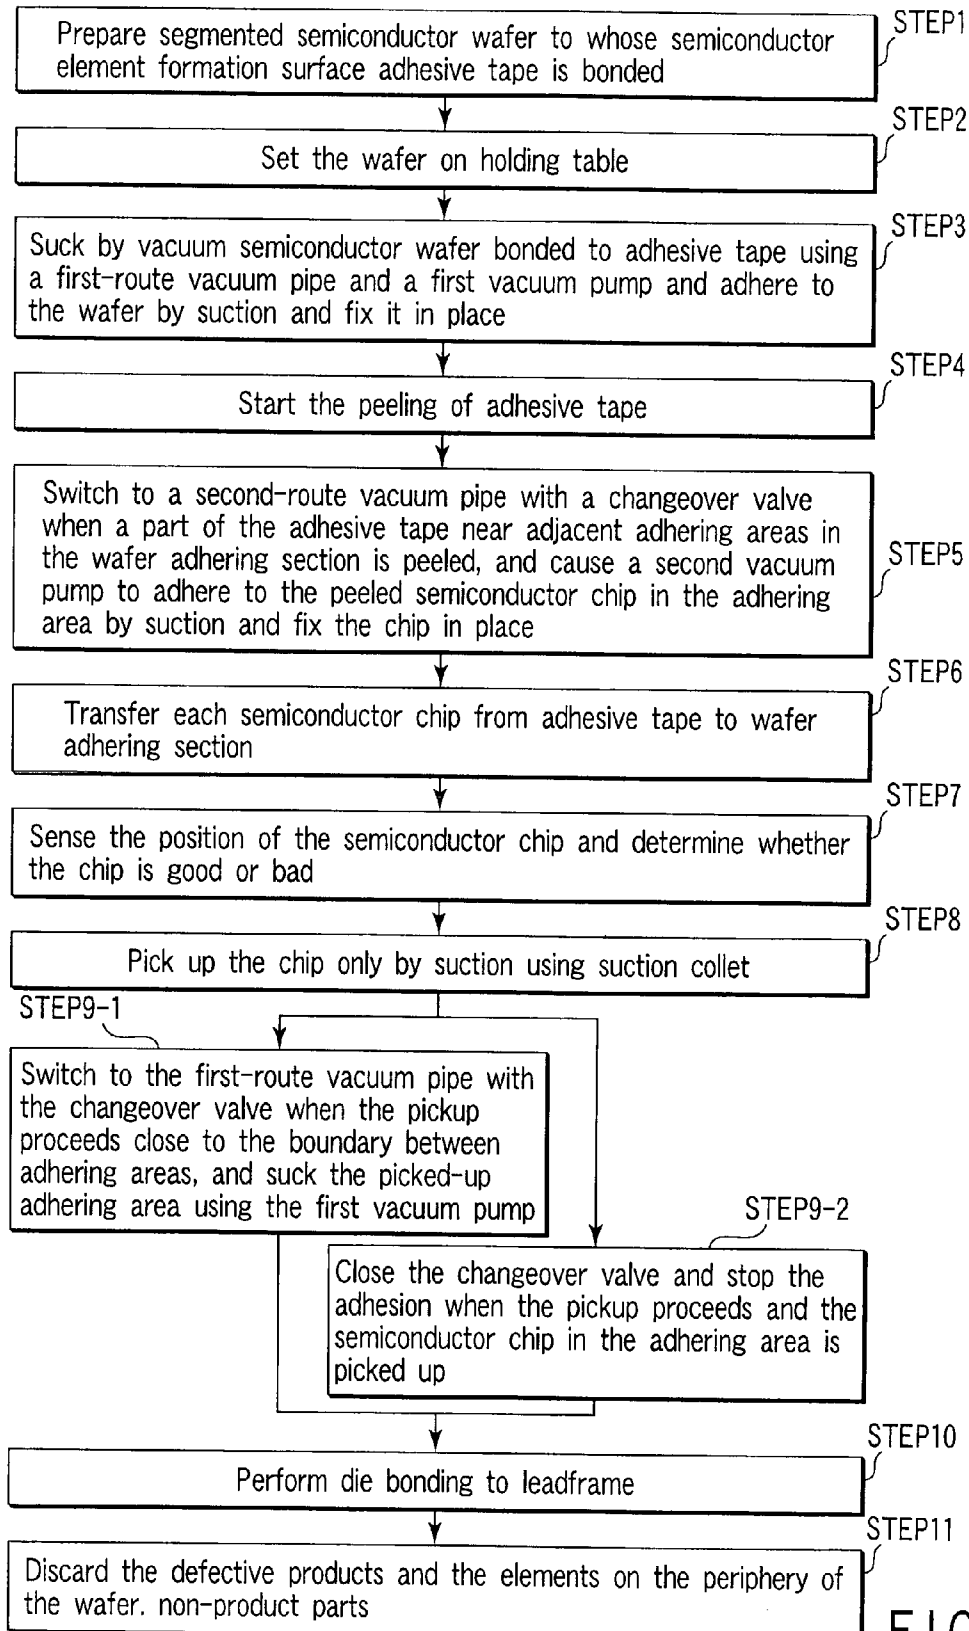 Prepare segmented semiconductor wafer to whose semiconductor
element formation surface adhesive tape is bonded
STEP1
Set the wafer on holding table
STEP2
Suck by vacuum semiconductor wafer bonded to adhesive tape using
a first-route vacuum pipe and a first vacuum pump and adhere to
the wafer by suction and fix it in place
STEP3
Start the peeling of adhesive tape
STEP4
Switch to a second-route vacuum pipe with a changeover valve
when a part of the adhesive tape near adjacent adhering areas in
the wafer adhering section is peeled, and cause a second vacuum
pump to adhere to the peeled semiconductor chip in the adhering
area by suction and fix the chip in place
STEP5
Transfer each semiconductor chip from adhesive tape to wafer
adhering section
STEP6
Sense the position of the semiconductor chip and determine whether
the chip is good or bad
STEP7
Pick up the chip only by suction using suction collet
STEP8
STEP9-1
Switch to the first-route vacuum pipe with
the changeover valve when the pickup
proceeds close to the boundary between
adhering areas, and suck the picked-up
adhering area using the first vacuum pump
STEP9-2
Close the changeover valve and stop the
adhesion when the pickup proceeds and the
semiconductor chip in the adhering area is
picked up
Perform die bonding to leadframe
STEP10
Discard the defective products and the elements on the periphery of
the wafer. non-product parts
STEP11